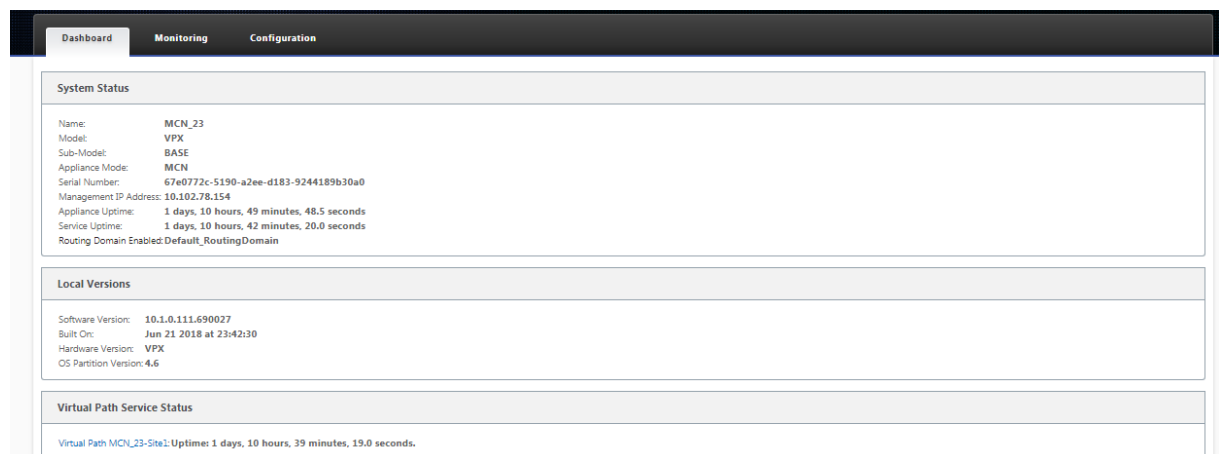 Dashboard Monitoring Configuration
System Status
Name: MCN_23
Model: VPX
Sub-Model: BASE
Appliance Mode: MCN
Serial Number: 67e0772c-5190-a2ee-d183-9244189b30a0
Management IP Address: 10.102.78.154
Appliance Uptime: 1 days, 10 hours, 49 minutes, 48.5 seconds
Service Uptime: 1 days, 10 hours, 42 minutes, 20.0 seconds
Routing Domain Enabled: Default_RoutingDomain
Local Versions
Software Version: 10.1.0.111.690027
Built On: Jun 21 2018 at 23:42:30
Hardware Version: VPX
OS Partition Version: 4.6
Virtual Path Service Status
Virtual Path MCN_23-Site1: Uptime: 1 days, 10 hours, 39 minutes, 19.0 seconds.